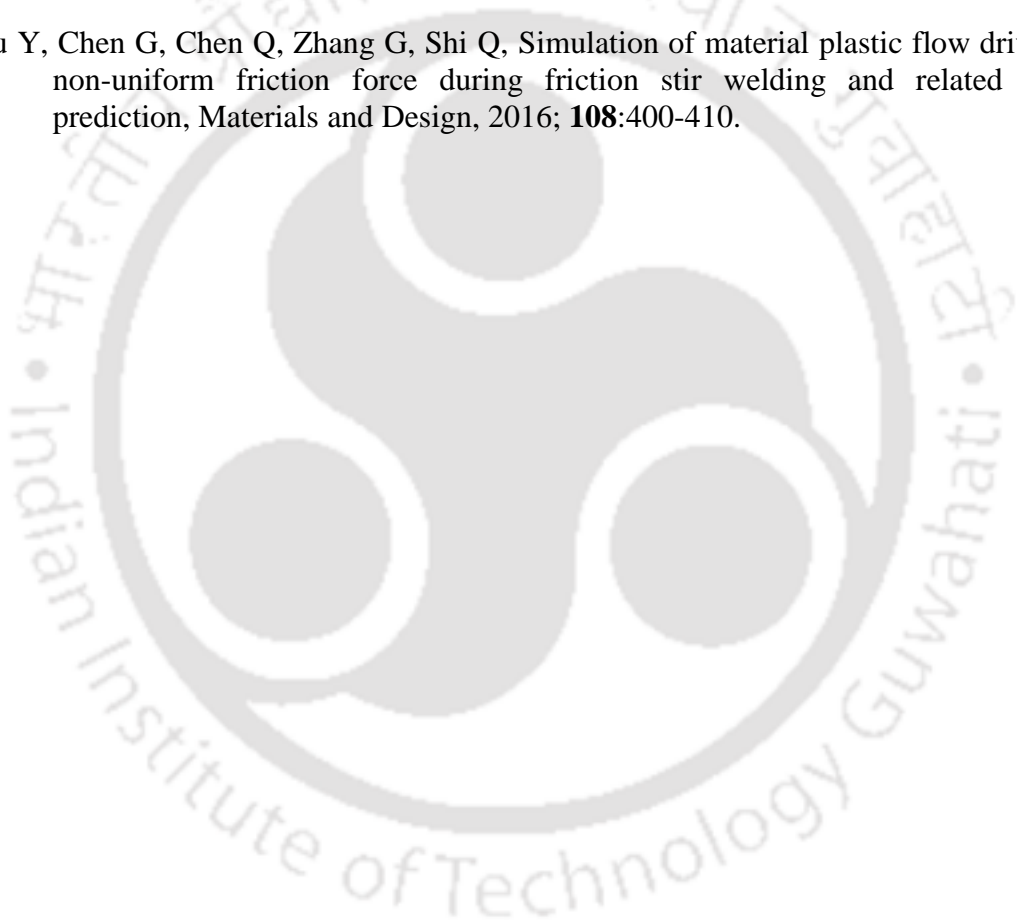 u Y, Chen G, Chen Q, Zhang G, Shi Q, Simulation of material plastic flow dri
non-uniform friction force during friction stir welding and related
prediction, Materials and Design, 2016; 108:400-410.
भारतीय
गुवाहाटी
• Indian Institute of Technology Guwahati •